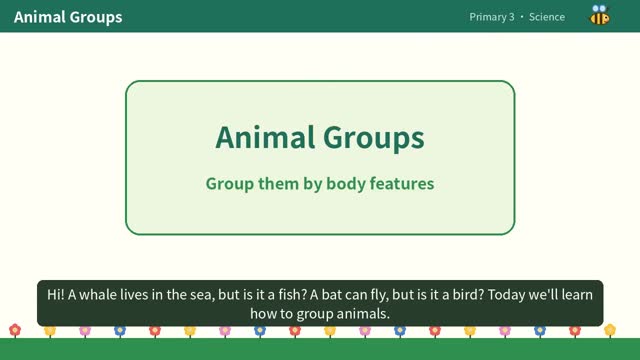 Animal Groups
Primary 3 • Science
Animal Groups
Group them by body features
Hi! A whale lives in the sea, but is it a fish? A bat can fly, but is it a bird? Today we'll learn
how to group animals.